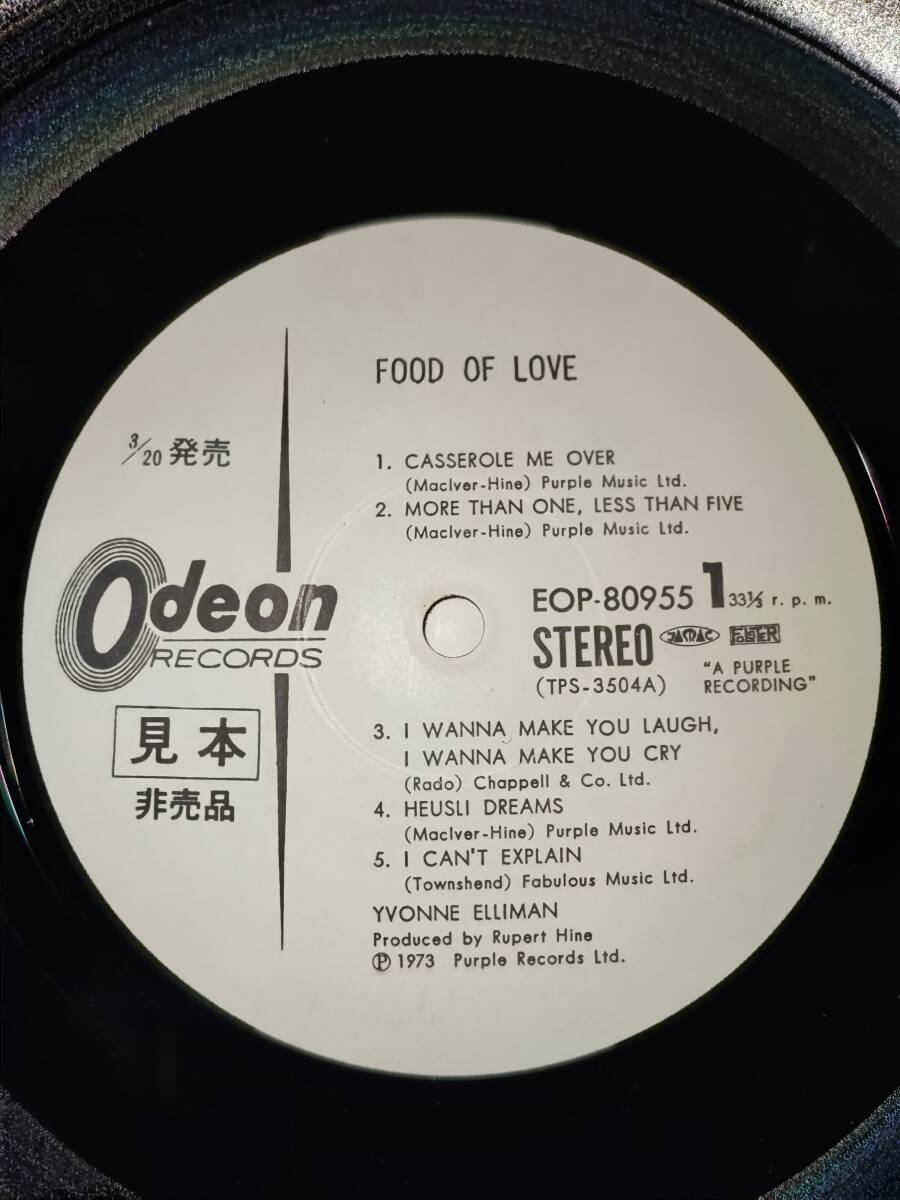 FOOD OF LOVE
3/20 発売
1. CASSEROLE ME OVER
(MacIver-Hine) Purple Music Ltd.
2. MORE THAN ONE, LESS THAN FIVE
(MacIver-Hine) Purple Music Ltd.
Odeon
RECORDS
EOP-80955 1 33⅓ r. p. m.
STEREO JASRAC
(TPS-3504A)
"A PURPLE
RECORDING"
見本
非売品
3. I WANNA MAKE YOU LAUGH,
I WANNA MAKE YOU CRY
(Rado) Chappell & Co. Ltd.
4. HEUSLI DREAMS
(MacIver-Hine) Purple Music Ltd.
5. I CAN'T EXPLAIN
(Townshend) Fabulous Music Ltd.
YVONNE ELLIMAN
Produced by Rupert Hine
Ⓟ 1973 Purple Records Ltd.